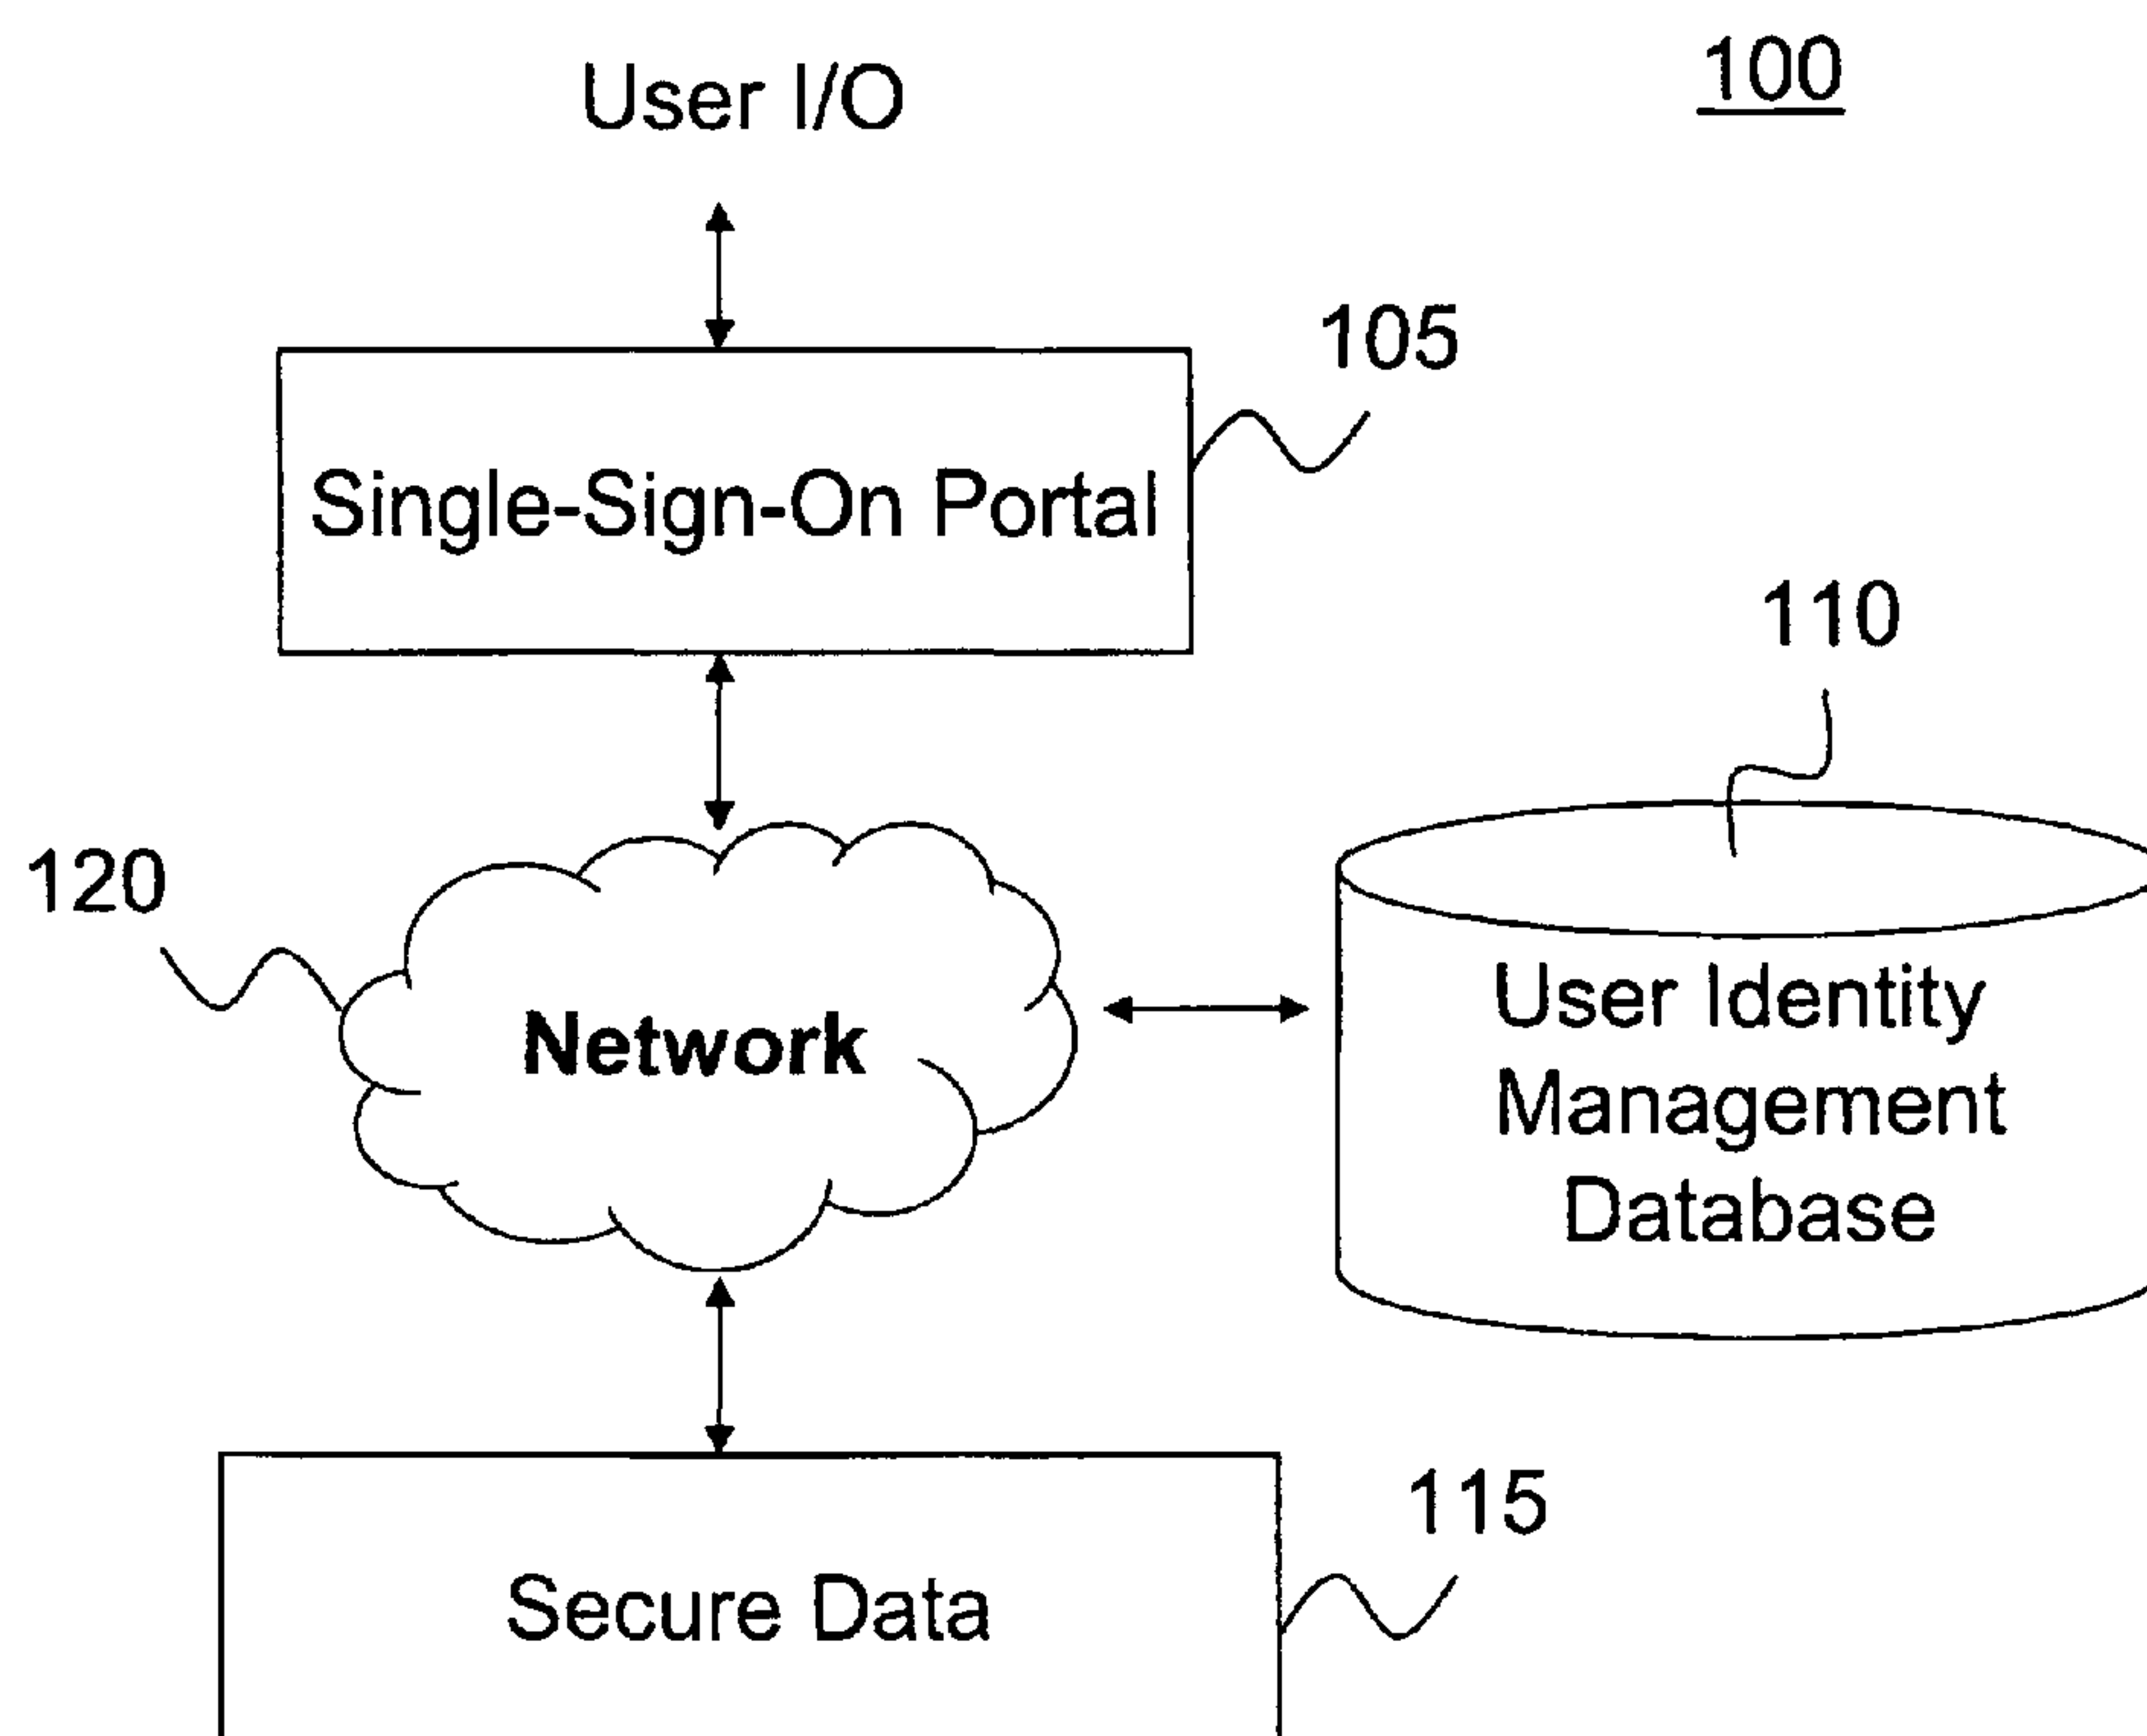 User I/O
100
105
Single-Sign-On Portal
110
120
Network
User Identity
Management
Database
115
Secure Data